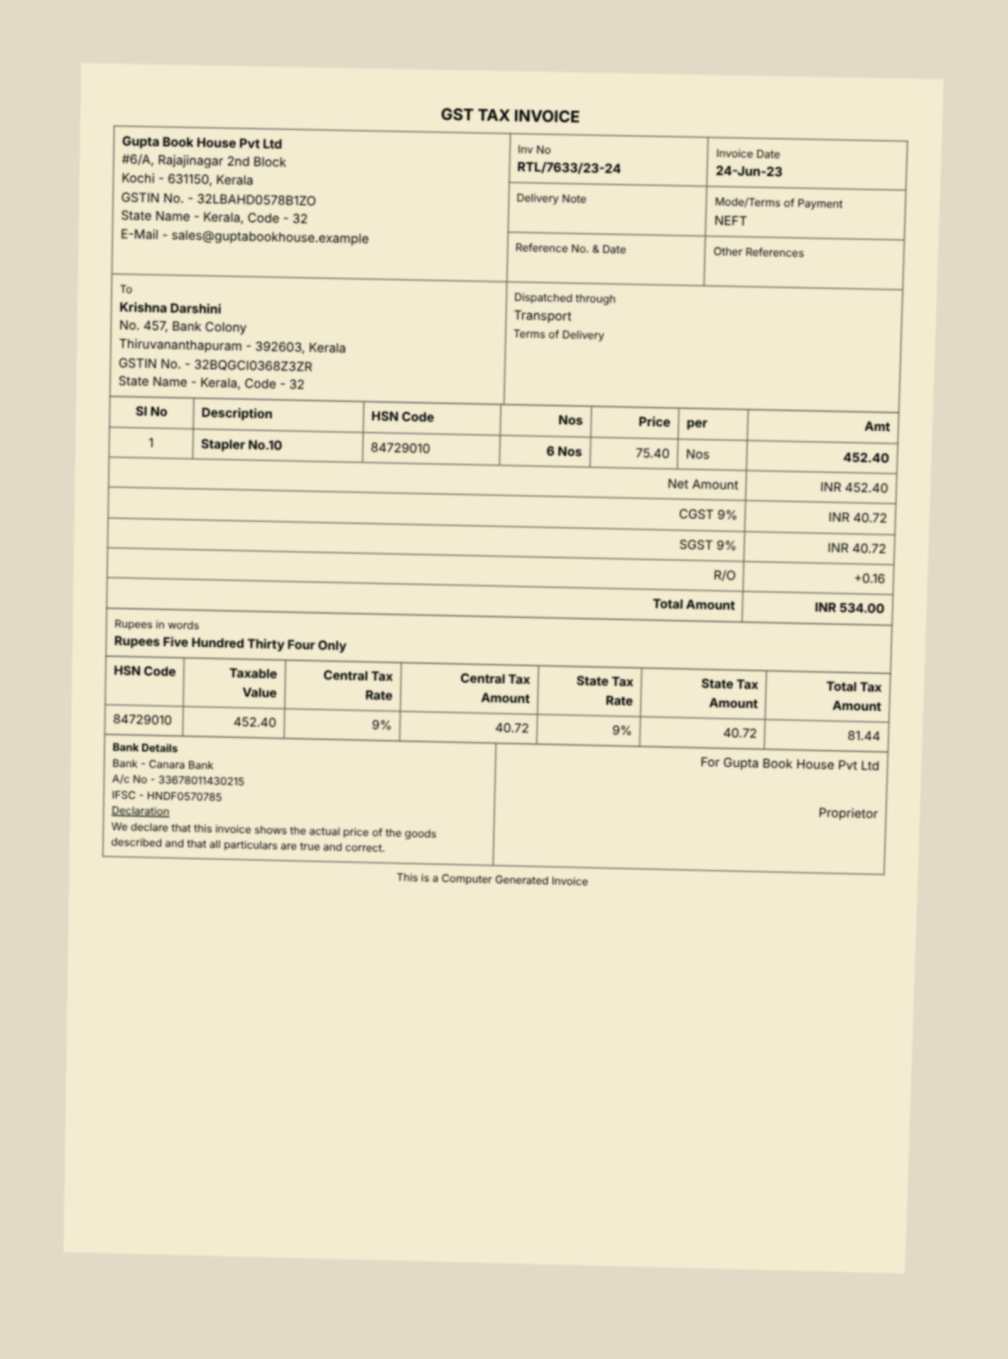 GST TAX INVOICE
Gupta Book House Pvt Ltd
#6/A, Rajajinagar 2nd Block
Kochi - 631150, Kerala
GSTIN No. - 32LBAHD0578B1ZO
State Name - Kerala, Code - 32
E-Mail - sales@guptabookhouse.example
Inv No
RTL/7633/23-24
Invoice Date
24-Jun-23
Delivery Note
Mode/Terms of Payment
NEFT
Reference No. & Date
Other References
To
Krishna Darshini
No. 457, Bank Colony
Thiruvananthapuram - 392603, Kerala
GSTIN No. - 32BQGCI0368Z3ZR
State Name - Kerala, Code - 32
Dispatched through
Transport
Terms of Delivery
Sl No Description HSN Code Nos Price per Amt
1 Stapler No.10 84729010 6 Nos 75.40 Nos 452.40
Net Amount INR 452.40
CGST 9% INR 40.72
SGST 9% INR 40.72
R/O +0.16
Total Amount INR 534.00
Rupees in words
Rupees Five Hundred Thirty Four Only
HSN Code Taxable Value Central Tax Rate Central Tax Amount State Tax Rate State Tax Amount Total Tax Amount
84729010 452.40 9% 40.72 9% 40.72 81.44
Bank Details
Bank - Canara Bank
A/c No - 33678011430215
IFSC - HNDF0570785
Declaration
We declare that this invoice shows the actual price of the goods
described and that all particulars are true and correct.
For Gupta Book House Pvt Ltd
Proprietor
This is a Computer Generated Invoice